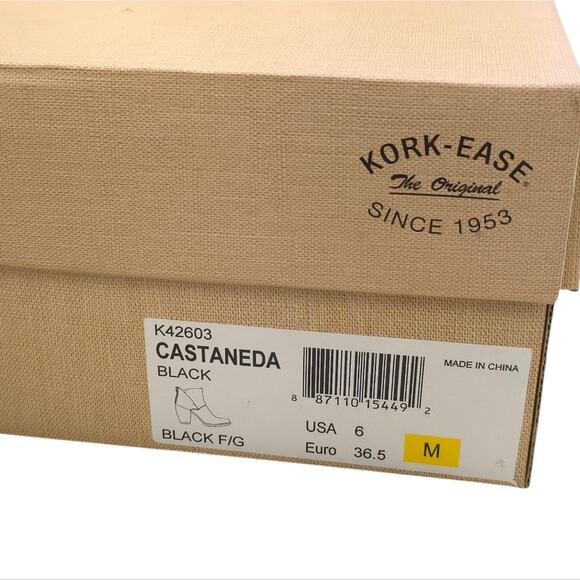 KORK-EASE®
The Original
SINCE 1953
K42603
CASTANEDA
BLACK
BLACK F/G
8 87110 15449 2
MADE IN CHINA
USA 6
Euro 36.5
M